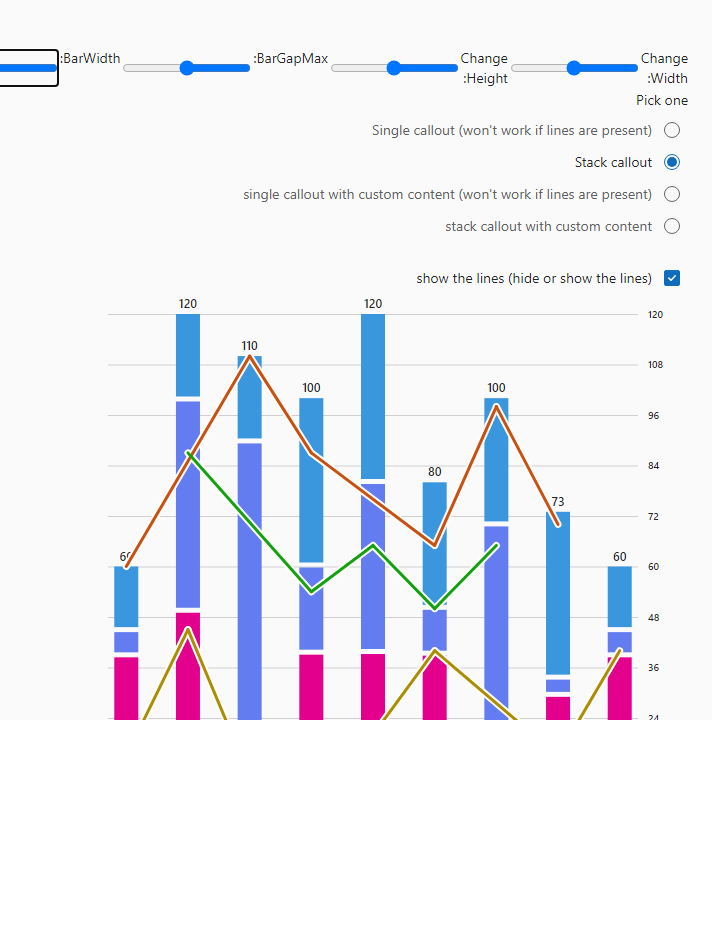 :BarWidth
:BarGapMax
Change
:Height
Change
:Width
Pick one
Single callout (won't work if lines are present)
Stack callout
single callout with custom content (won't work if lines are present)
stack callout with custom content
show the lines (hide or show the lines)
120
120
120
110
108
100
100
96
84
80
73
72
60
60
60
48
36
24